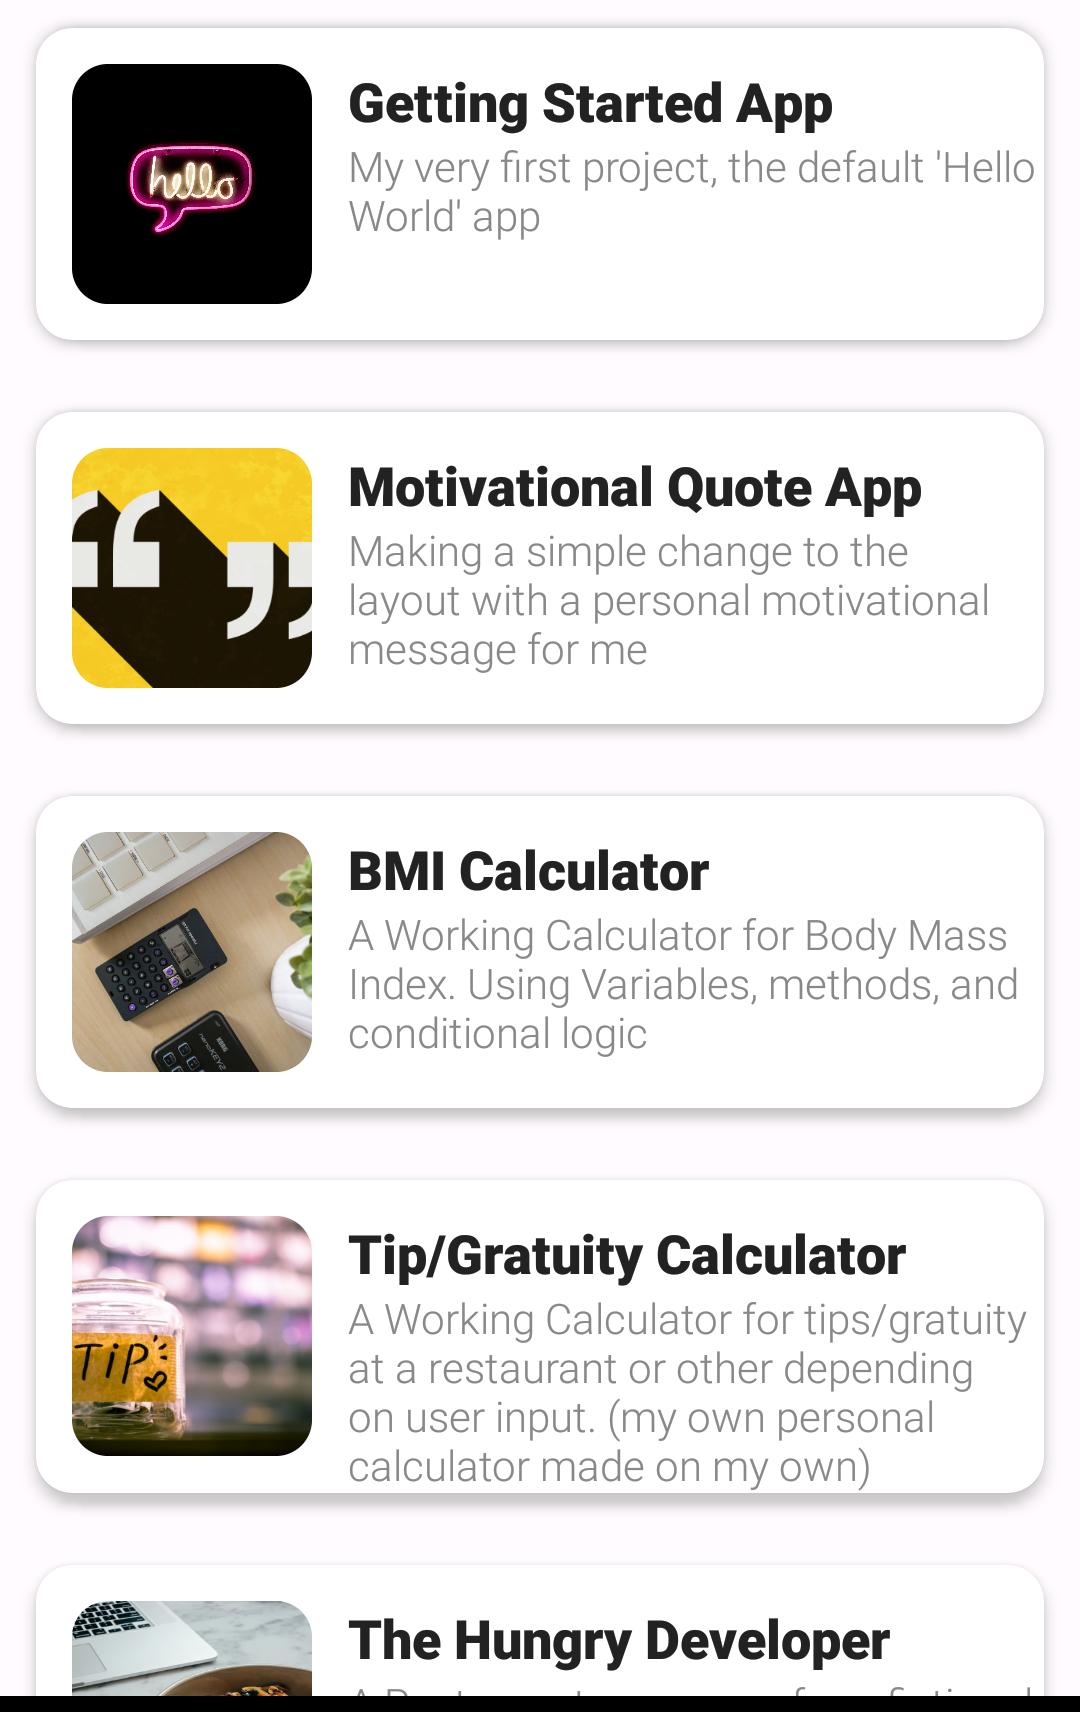 hello
Getting Started App
My very first project, the default 'Hello
World' app
Motivational Quote App
Making a simple change to the
layout with a personal motivational
message for me
BMI Calculator
A Working Calculator for Body Mass
Index. Using Variables, methods, and
conditional logic
KORG
nanoKEY2
TiP
Tip/Gratuity Calculator
A Working Calculator for tips/gratuity
at a restaurant or other depending
on user input. (my own personal
calculator made on my own)
The Hungry Developer